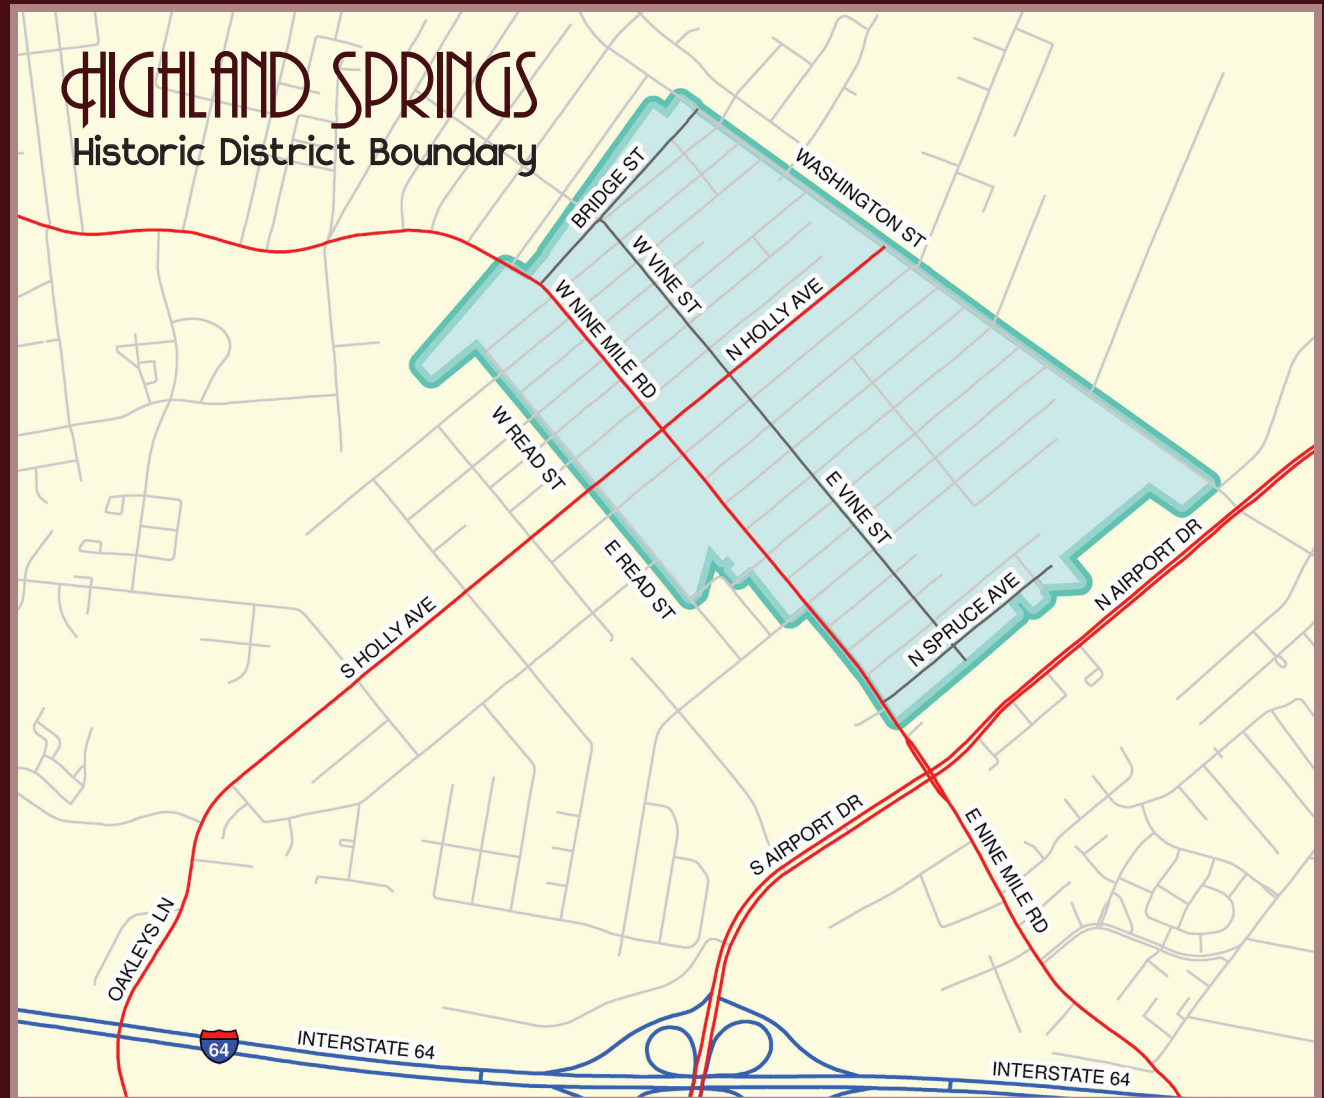 HIGHLAND SPRINGS
Historic District Boundary
BRIDGE ST
WASHINGTON ST
W VINE ST
W NINE MILE RD
N HOLLY AVE
W READ ST
E VINE ST
E READ ST
N SPRUCE AVE
N AIRPORT DR
S HOLLY AVE
S AIRPORT DR
E NINE MILE RD
OAKLEYS LN
64
INTERSTATE 64
INTERSTATE 64